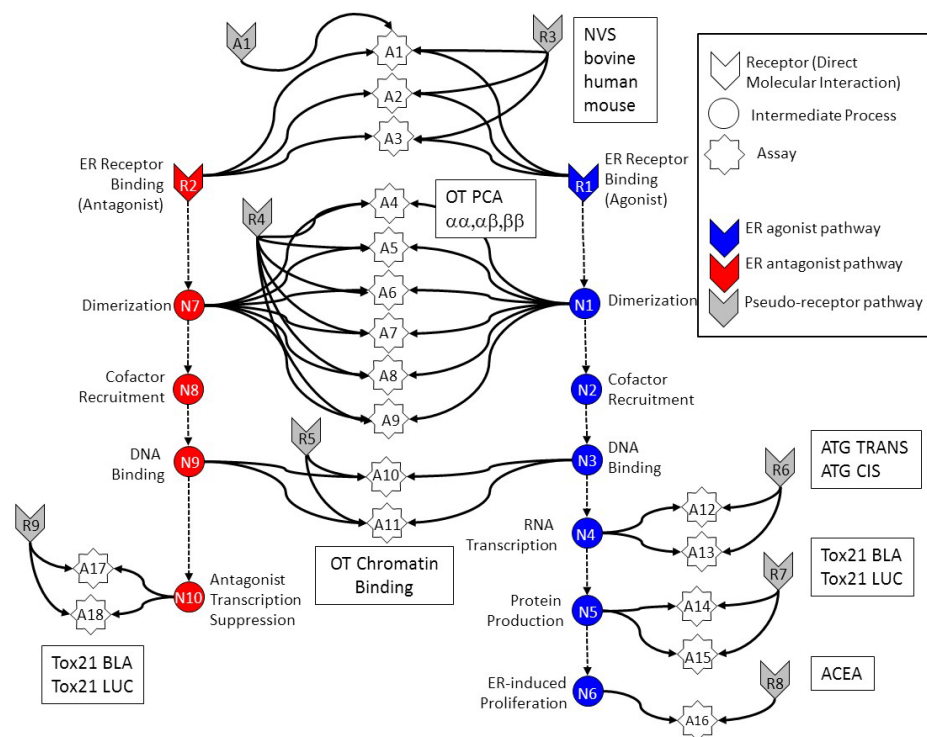 A1
R3
NVS
bovine
human
mouse
A1
A2
A3
Receptor (Direct
Molecular Interaction)
Intermediate Process
Assay
ER agonist pathway
ER antagonist pathway
Pseudo-receptor pathway
ER Receptor
Binding
(Antagonist)
R2
R1
ER Receptor
Binding
(Agonist)
R4
A4
OT PCA
αα,αβ,ββ
A5
A6
Dimerization
N7
N1
Dimerization
A7
A8
Cofactor
Recruitment
N8
N2
Cofactor
Recruitment
A9
R5
DNA
Binding
N9
A10
N3
DNA
Binding
R6
ATG TRANS
ATG CIS
A11
A12
RNA
Transcription
N4
A13
OT Chromatin
Binding
R9
A17
A18
N10
Antagonist
Transcription
Suppression
R7
Tox21 BLA
Tox21 LUC
Protein
Production
N5
A14
A15
Tox21 BLA
Tox21 LUC
ER-induced
Proliferation
N6
R8
ACEA
A16